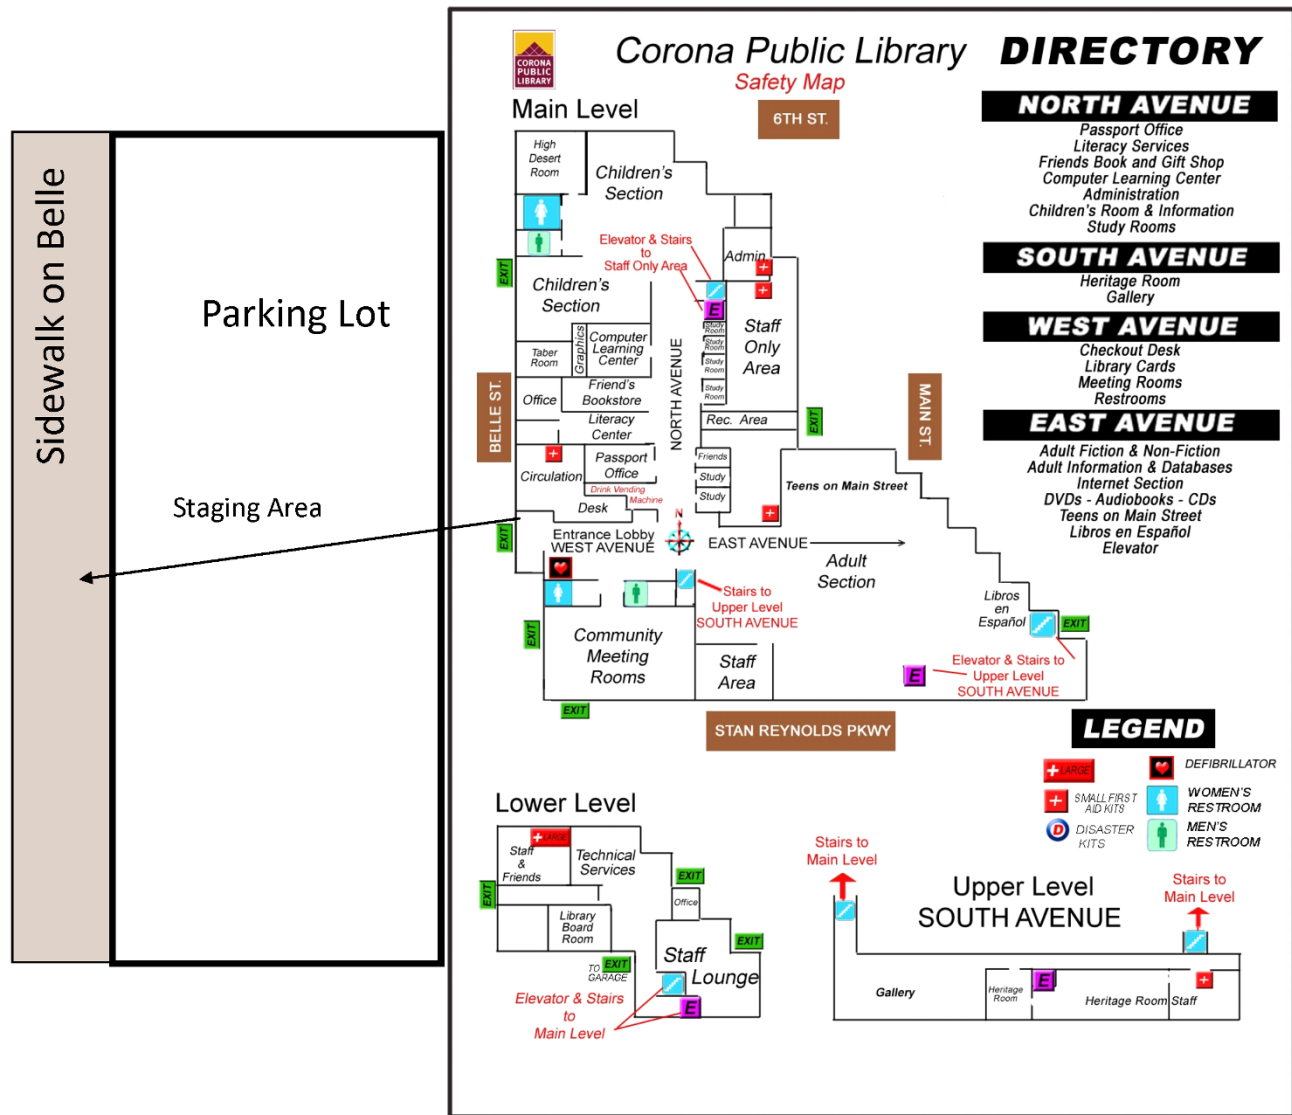 Sidewalk on Belle
Parking Lot
Staging Area
CORONA
PUBLIC
LIBRARY
Corona Public Library
Safety Map
Main Level
6TH ST.
High
Desert
Room
Children's
Section
Elevator & Stairs
to
Staff Only Area
Admin
EXIT
Children's
Section
E
Study
Room
Study
Room
Study
Room
Study
Room
Staff
Only
Area
Taber
Room
Graphics
Computer
Learning
Center
NORTH AVENUE
BELLE ST.
Office
Friend's
Bookstore
Literacy
Center
Rec. Area
EXIT
MAIN ST.
Circulation
Passport
Office
Friends
Study
Study
Drink Vending
Machine
Desk
Teens on Main Street
EXIT
Entrance Lobby
WEST AVENUE
N
EAST AVENUE
Adult
Section
Stairs to
Upper Level
SOUTH AVENUE
Libros
en
Español
EXIT
EXIT
Community
Meeting
Rooms
Staff
Area
E
Elevator & Stairs to
Upper Level
SOUTH AVENUE
EXIT
STAN REYNOLDS PKWY
DIRECTORY
NORTH AVENUE
Passport Office
Literacy Services
Friends Book and Gift Shop
Computer Learning Center
Administration
Children's Room & Information
Study Rooms
SOUTH AVENUE
Heritage Room
Gallery
WEST AVENUE
Checkout Desk
Library Cards
Meeting Rooms
Restrooms
EAST AVENUE
Adult Fiction & Non-Fiction
Adult Information & Databases
Internet Section
DVDs - Audiobooks - CDs
Teens on Main Street
Libros en Español
Elevator
LEGEND
LARGE
DEFIBRILLATOR
SMALL FIRST
AID KITS
WOMEN'S
RESTROOM
D
DISASTER
KITS
MEN'S
RESTROOM
Lower Level
LARGE
Staff
&
Friends
Technical
Services
EXIT
EXIT
Office
Library
Board
Room
EXIT
TO
GARAGE
EXIT
Staff
Lounge
E
Elevator & Stairs
to
Main Level
Stairs to
Main Level
Upper Level
SOUTH AVENUE
Stairs to
Main Level
Gallery
Heritage
Room
E
Heritage Room Staff